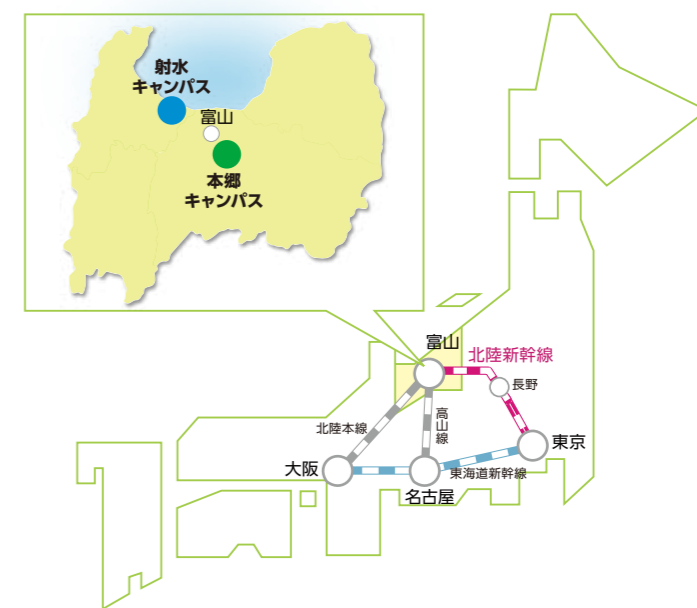 射水
キャンパス
富山
本郷
キャンパス
富山
北陸新幹線
長野
北陸本線
高山線
東京
大阪
東海道新幹線
名古屋